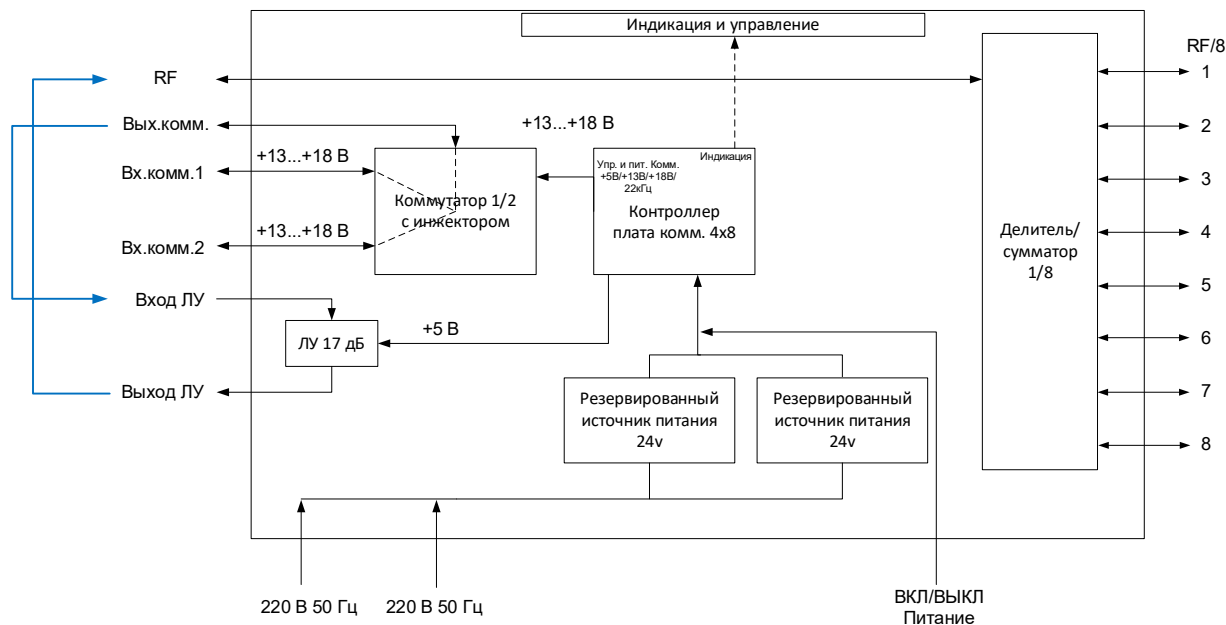 Индикация и управление
RF/8
RF
1
Вых.комм.
+13...+18 В
2
Вх.комм.1
+13...+18 В
Коммутатор 1/2
с инжектором
Упр. и пит. Комм.
+5В/+13В/+18В/
22кГц
Индикация
Контроллер
плата комм. 4х8
3
Вх.комм.2
+13...+18 В
4
Делитель/
сумматор
1/8
Вход ЛУ
5
ЛУ 17 дБ
+5 В
6
Выход ЛУ
7
Резервированный
источник питания
24v
Резервированный
источник питания
24v
8
220 В 50 Гц
220 В 50 Гц
ВКЛ/ВЫКЛ
Питание